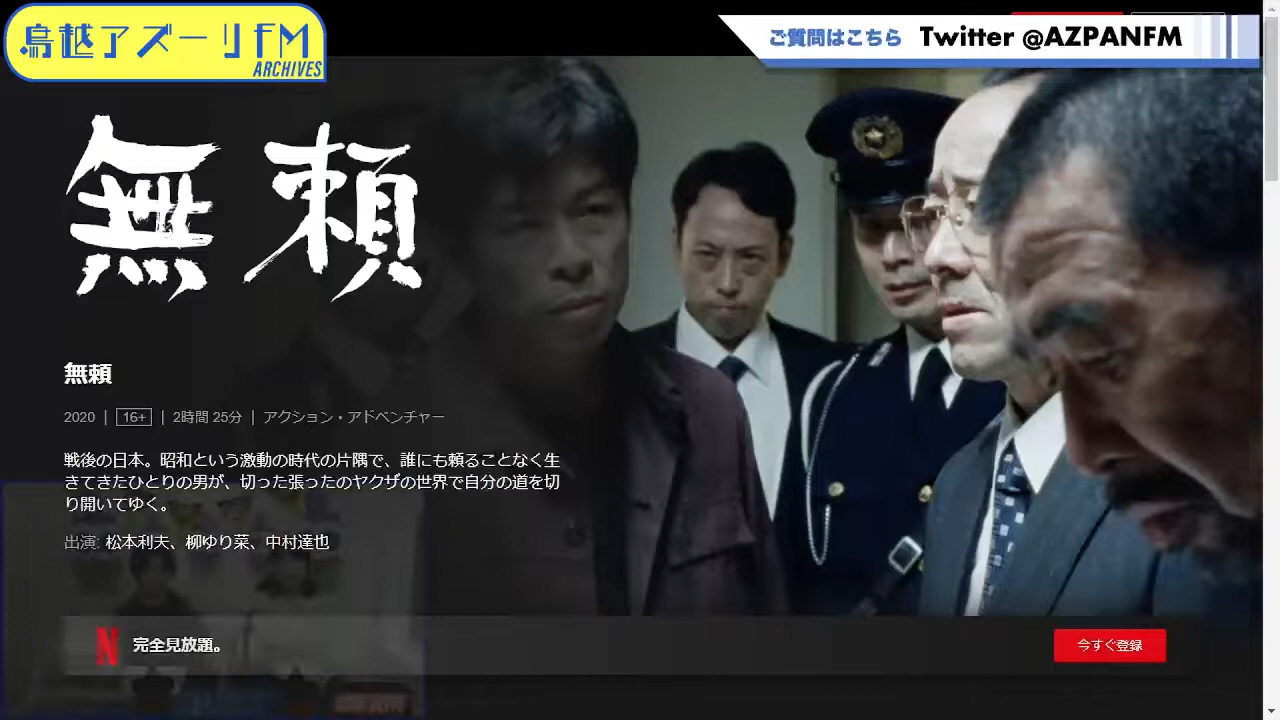 鳥越アズーリFM
ARCHIVES
ご質問はこちら Twitter @AZPANFM
無頼
無頼
2020 | 16+ | 2時間 25分 | アクション・アドベンチャー
戦後の日本。昭和という激動の時代の片隅で、誰にも頼ることなく生
きてきたひとりの男が、切った張ったのヤクザの世界で自分の道を切
り開いてゆく。
出演: 松本利夫、柳ゆり菜、中村達也
N 完全見放題。
今すぐ登録